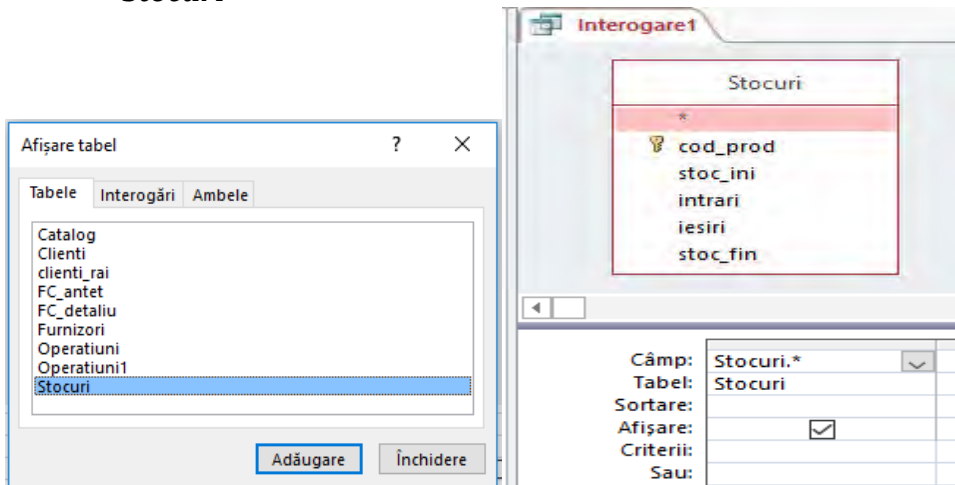 Stocuri
Interogare1
Stocuri
*
cod_prod
stoc_ini
intrari
iesiri
stoc_fin
Afișare tabel ? ×
Tabele Interogări Ambele
Catalog
Clienti
clienti_rai
FC_antet
FC_detaliu
Furnizori
Operatiuni
Operatiuni1
Stocuri
Adăugare Închidere
Câmp: Stocuri.*
Tabel: Stocuri
Sortare:
Afișare:
Criterii:
Sau: